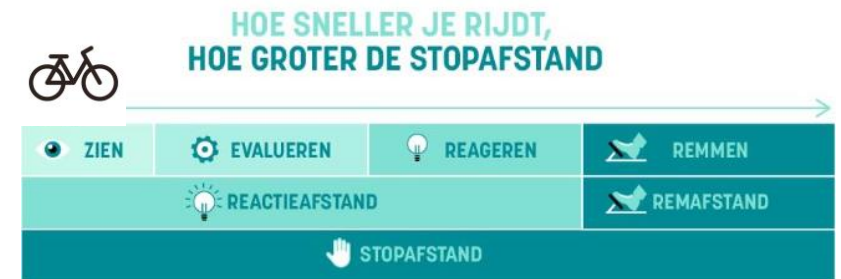 HOE SNELLER JE RIJDT,
HOE GROTER DE STOPAFSTAND
ZIEN EVALUEREN REAGEREN REMMEN
REACTIEAFSTAND REMAFSTAND
STOPAFSTAND